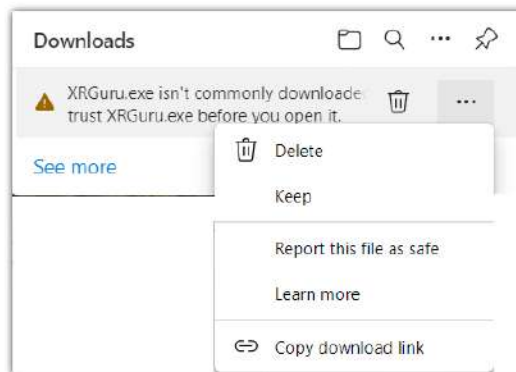 Downloads
XRGuru.exe isn't commonly downloade
trust XRGuru.exe before you open it.
See more
Delete
Keep
Report this file as safe
Learn more
Copy download link